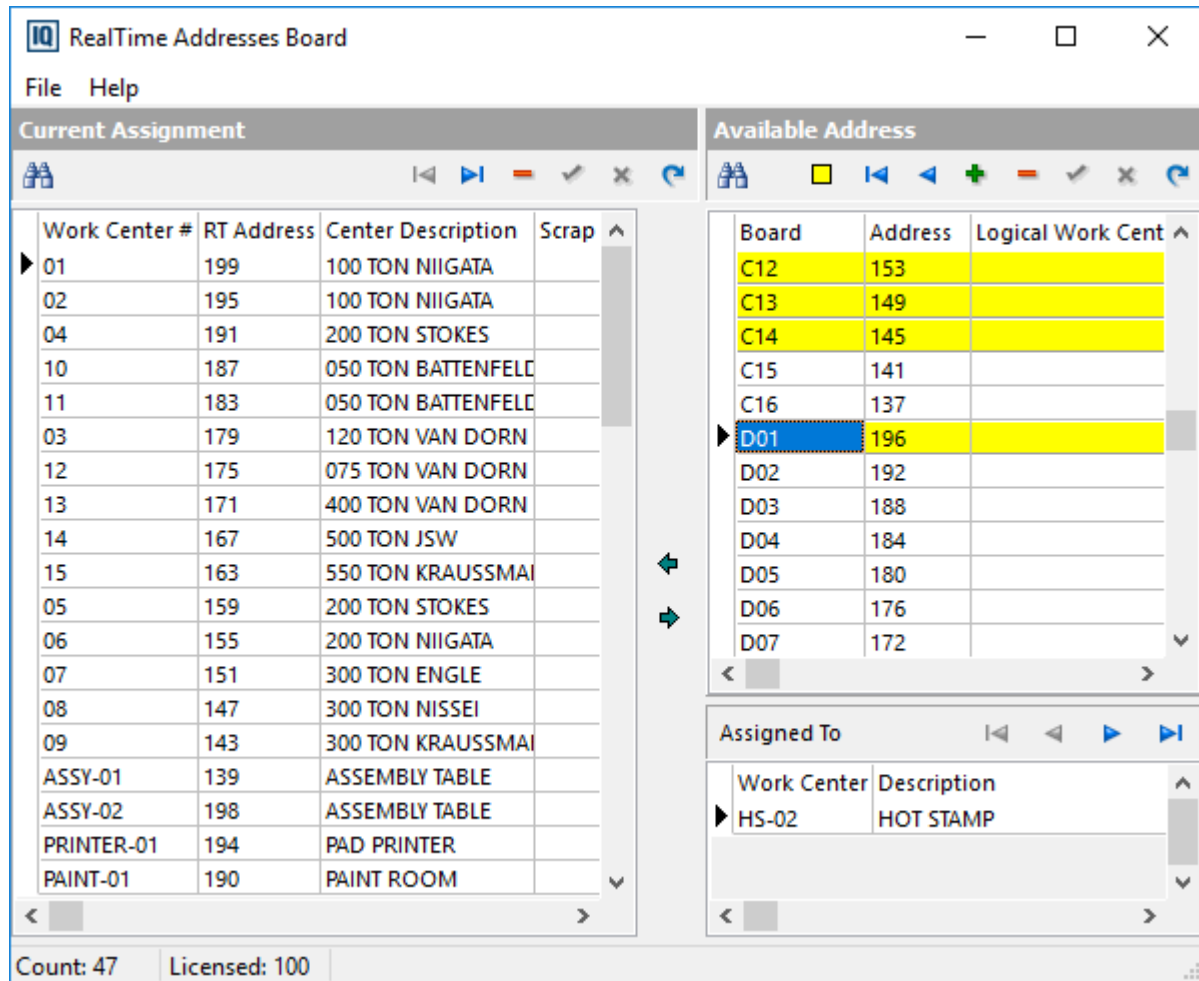 IQ RealTime Addresses Board
File Help
Current Assignment
Work Center # RT Address Center Description Scrap
01 199 100 TON NIIGATA
02 195 100 TON NIIGATA
04 191 200 TON STOKES
10 187 050 TON BATTENFELD
11 183 050 TON BATTENFELD
03 179 120 TON VAN DORN
12 175 075 TON VAN DORN
13 171 400 TON VAN DORN
14 167 500 TON JSW
15 163 550 TON KRAUSSMAI
05 159 200 TON STOKES
06 155 200 TON NIIGATA
07 151 300 TON ENGLE
08 147 300 TON NISSEI
09 143 300 TON KRAUSSMAI
ASSY-01 139 ASSEMBLY TABLE
ASSY-02 198 ASSEMBLY TABLE
PRINTER-01 194 PAD PRINTER
PAINT-01 190 PAINT ROOM
Available Address
Board Address Logical Work Cent
C12 153
C13 149
C14 145
C15 141
C16 137
D01 196
D02 192
D03 188
D04 184
D05 180
D06 176
D07 172
Assigned To
Work Center Description
HS-02 HOT STAMP
Count: 47 Licensed: 100